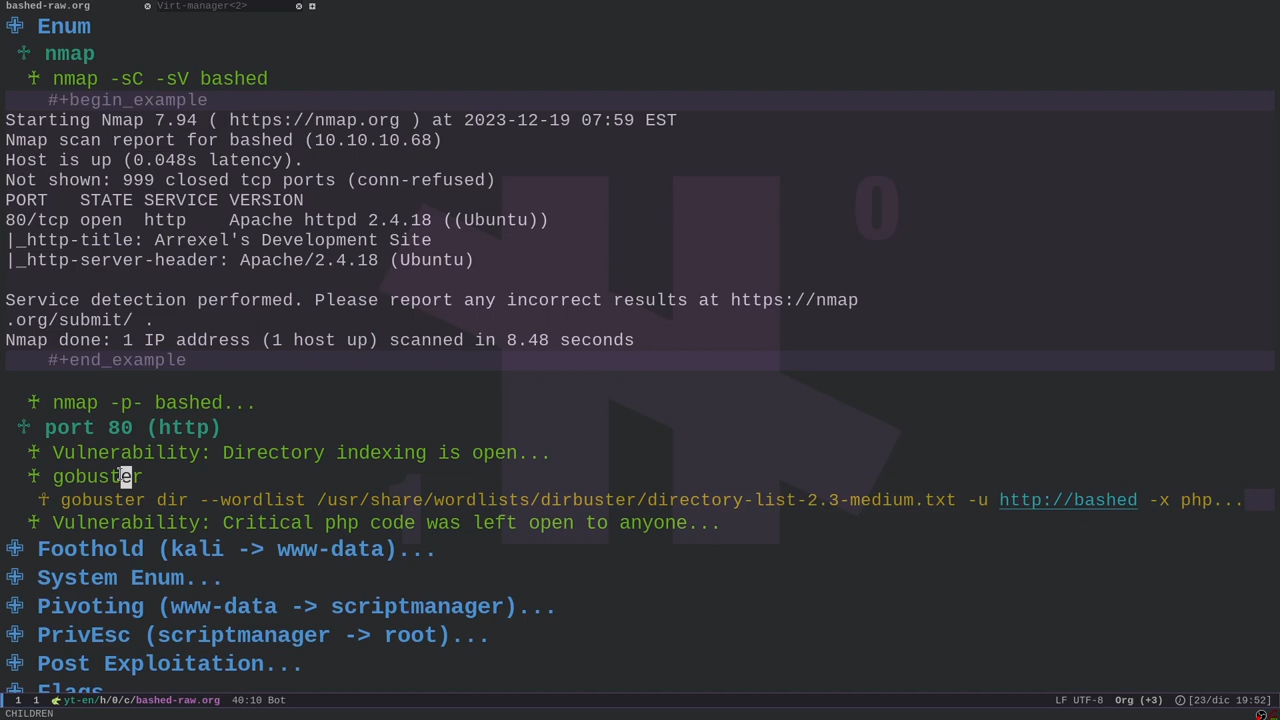 bashed-raw.org Virt-manager<2>
Enum
nmap
nmap -sC -sV bashed
#+begin_example
Starting Nmap 7.94 ( https://nmap.org ) at 2023-12-19 07:59 EST
Nmap scan report for bashed (10.10.10.68)
Host is up (0.048s latency).
Not shown: 999 closed tcp ports (conn-refused)
PORT   STATE SERVICE VERSION
80/tcp open  http    Apache httpd 2.4.18 ((Ubuntu))
|_http-title: Arrexel's Development Site
|_http-server-header: Apache/2.4.18 (Ubuntu)
Service detection performed. Please report any incorrect results at https://nmap
.org/submit/ .
Nmap done: 1 IP address (1 host up) scanned in 8.48 seconds
#+end_example
nmap -p- bashed...
port 80 (http)
Vulnerability: Directory indexing is open...
gobuster
gobuster dir --wordlist /usr/share/wordlists/dirbuster/directory-list-2.3-medium.txt -u http://bashed -x php...
Vulnerability: Critical php code was left open to anyone...
Foothold (kali -> www-data)...
System Enum...
Pivoting (www-data -> scriptmanager)...
PrivEsc (scriptmanager -> root)...
Post Exploitation...
Flags
1 1 yt-en/h/0/c/bashed-raw.org 40:10 Bot LF UTF-8 Org (+3) [23/dic 19:52]
CHILDREN
0
1